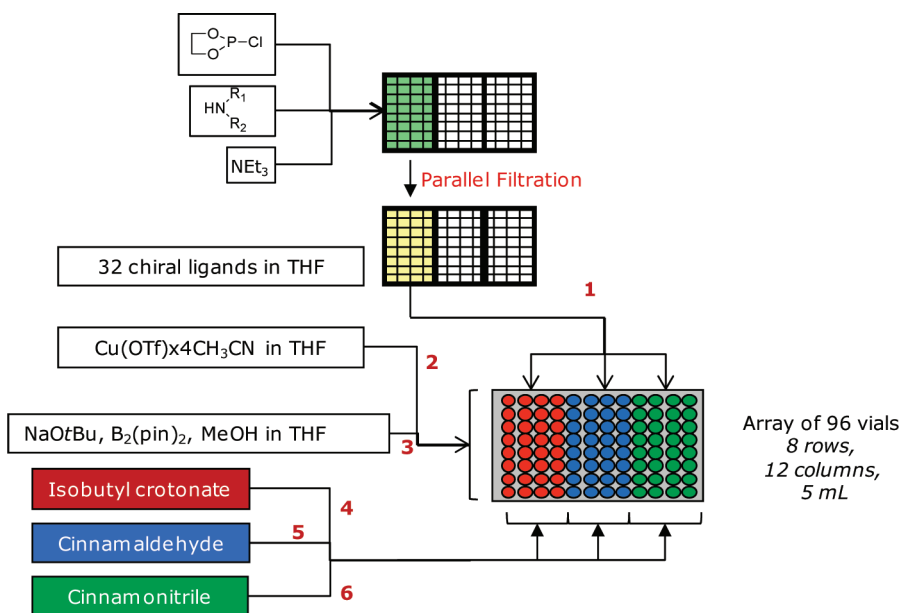 O
P-Cl
O
R₁
HN
R₂
NEt₃
Parallel Filtration
32 chiral ligands in THF
1
Cu(OTf)x4CH₃CN in THF
2
NaOtBu, B₂(pin)₂, MeOH in THF
3
Array of 96 vials
8 rows,
12 columns,
5 mL
Isobutyl crotonate
4
Cinnamaldehyde
5
Cinnamonitrile
6